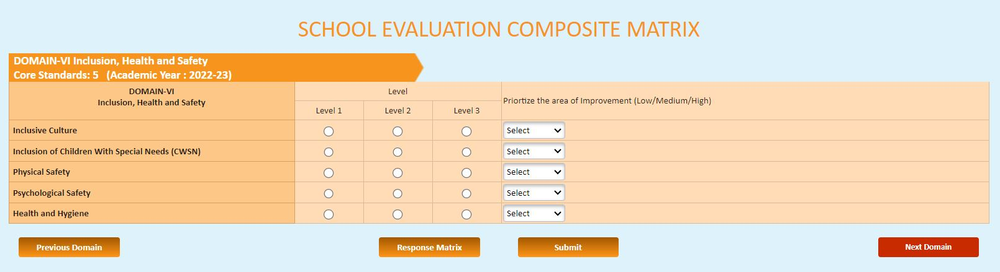 SCHOOL EVALUATION COMPOSITE MATRIX
DOMAIN-VI Inclusion, Health and Safety
Core Standards: 5 (Academic Year : 2022-23)
DOMAIN-VI
Inclusion, Health and Safety
Level
Priortize the area of Improvement (Low/Medium/High)
Level 1 Level 2 Level 3
Inclusive Culture Select
Inclusion of Children With Special Needs (CWSN) Select
Physical Safety Select
Psychological Safety Select
Health and Hygiene Select
Previous Domain Response Matrix Submit Next Domain